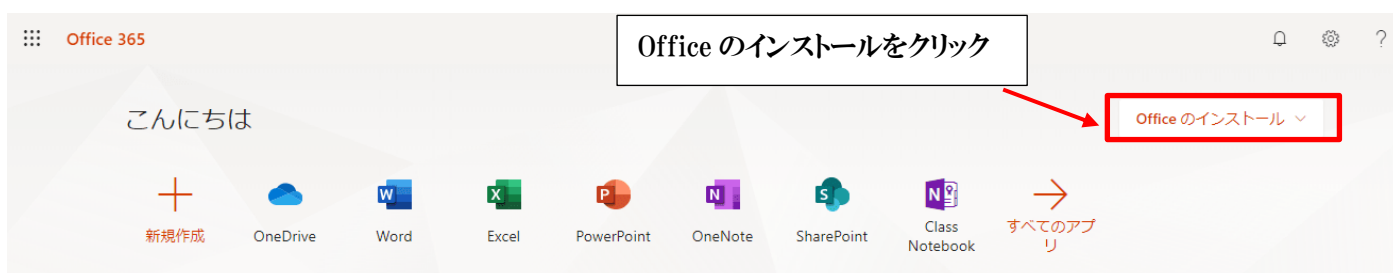 Office 365
Office のインストールをクリック
?
こんにちは
Office のインストール
新規作成
OneDrive
Word
Excel
PowerPoint
OneNote
SharePoint
Class
Notebook
すべてのアプ
リ